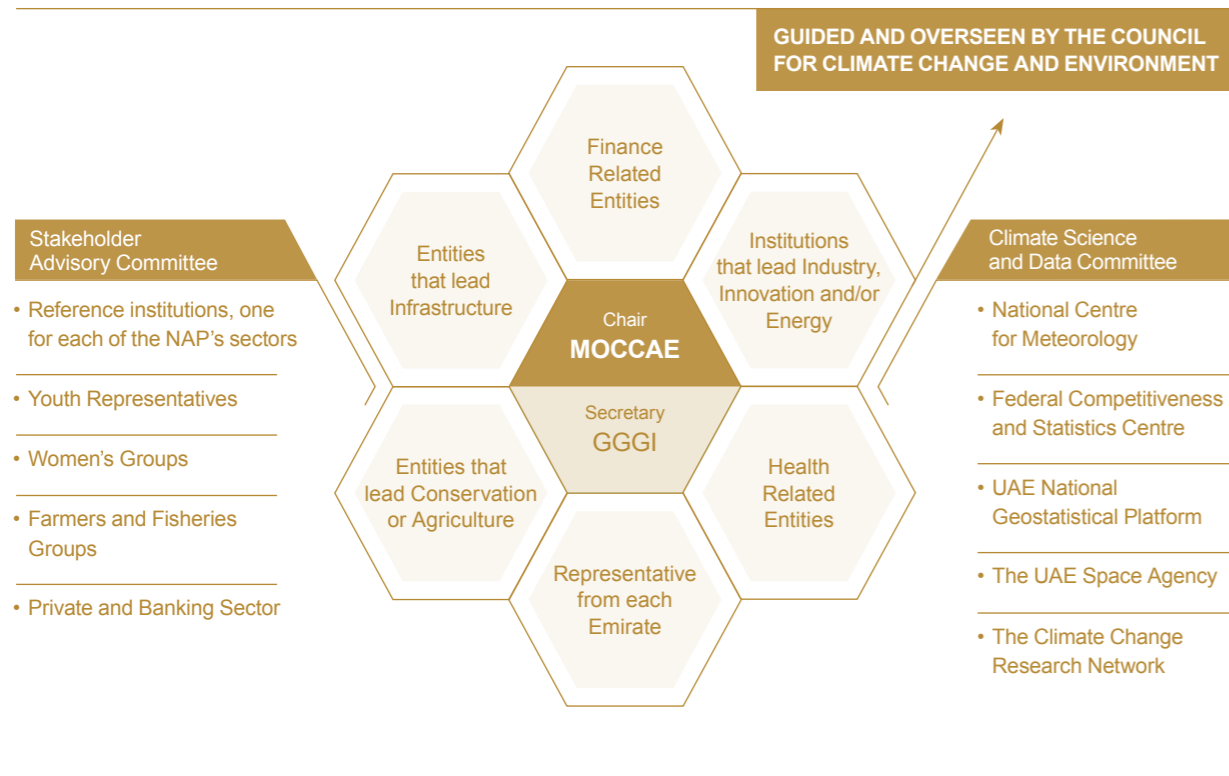 GUIDED AND OVERSEEN BY THE COUNCIL
FOR CLIMATE CHANGE AND ENVIRONMENT
Stakeholder
Advisory Committee
• Reference institutions, one
for each of the NAP's sectors
• Youth Representatives
• Women's Groups
• Farmers and Fisheries
Groups
• Private and Banking Sector
Finance
Related
Entities
Entities
that lead
Infrastructure
Institutions
that lead Industry,
Innovation and/or
Energy
Chair
MOCCAE
Secretary
GGGI
Entities that
lead Conservation
or Agriculture
Health
Related
Entities
Representative
from each
Emirate
Climate Science
and Data Committee
• National Centre
for Meteorology
• Federal Competitiveness
and Statistics Centre
• UAE National
Geostatistical Platform
• The UAE Space Agency
• The Climate Change
Research Network